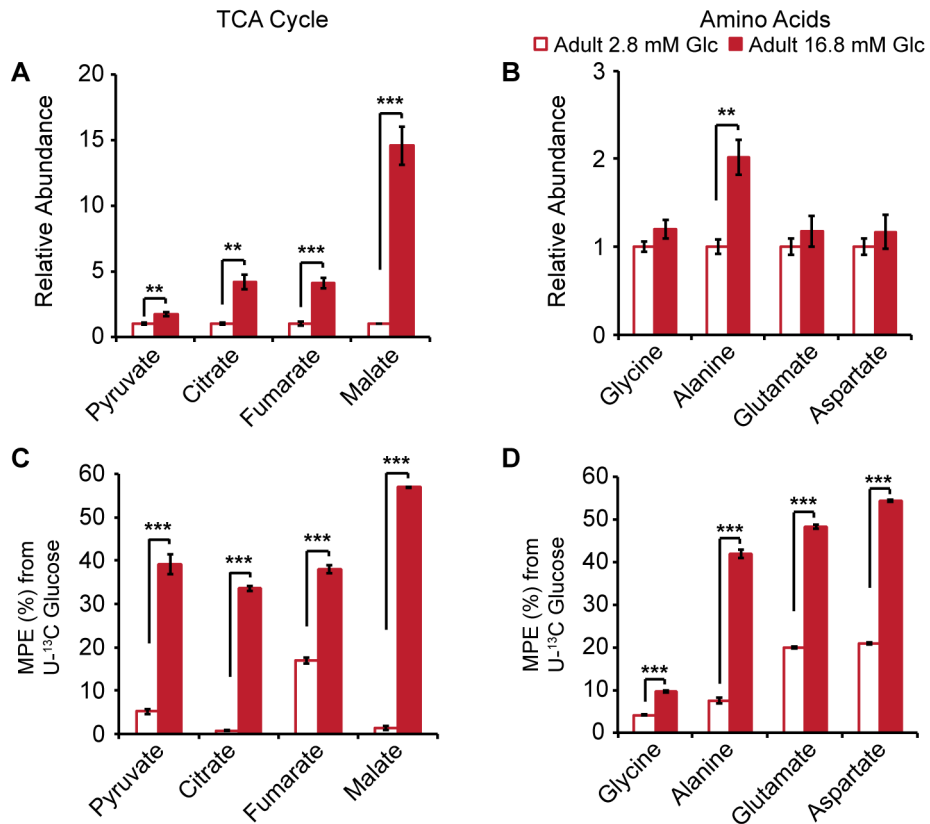 TCA Cycle
Amino Acids
Adult 2.8 mM Glc Adult 16.8 mM Glc
A
Relative Abundance
20
15
10
5
0
**
**
***
***
Pyruvate
Citrate
Fumarate
Malate
B
Relative Abundance
3
2
1
0
**
Glycine
Alanine
Glutamate
Aspartate
C
MPE (%) from
U-¹³C Glucose
60
50
40
30
20
10
0
***
***
***
***
Pyruvate
Citrate
Fumarate
Malate
D
MPE (%) from
U-¹³C Glucose
60
50
40
30
20
10
0
***
***
***
***
Glycine
Alanine
Glutamate
Aspartate